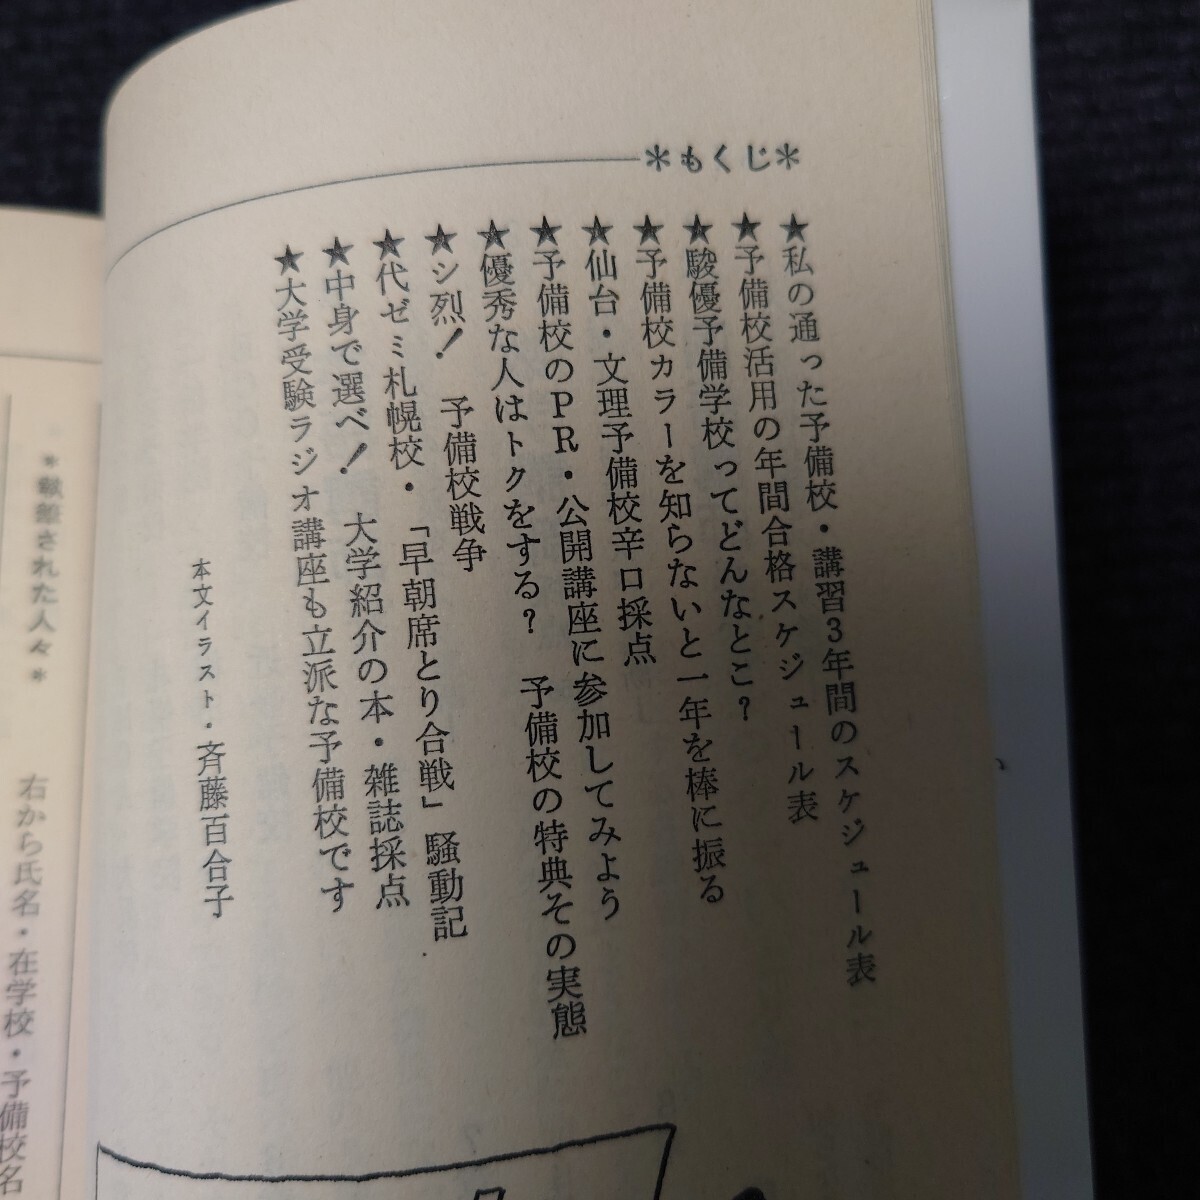 ＊もくじ＊
★私の通った予備校・講習3年間のスケジュール表
★予備校活用の年間合格スケジュール表
★駿優予備学校ってどんなとこ？
★予備校カラーを知らないと一年を棒に振る
★仙台・文理予備校辛口採点
★予備校のPR・公開講座に参加してみよう
★優秀な人はトクをする？　予備校の特典その実態
★シ烈！　予備校戦争
★代ゼミ札幌校・「早朝席とり合戦」騒動記
★中身で選べ！　大学紹介の本・雑誌採点
★大学受験ラジオ講座も立派な予備校です
本文イラスト・斉藤百合子
された人々＊
右から氏名・在学校・予備校名